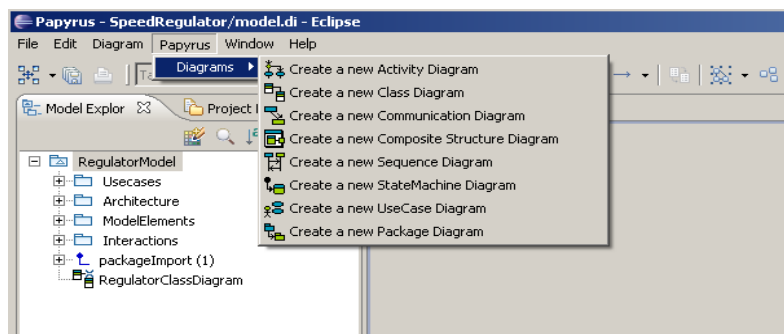 Papyrus - SpeedRegulator/model.di - Eclipse
File Edit Diagram Papyrus Window Help
Diagrams
Create a new Activity Diagram
Create a new Class Diagram
Create a new Communication Diagram
Create a new Composite Structure Diagram
Create a new Sequence Diagram
Create a new StateMachine Diagram
Create a new UseCase Diagram
Create a new Package Diagram
Model Explor
Project
RegulatorModel
Usecases
Architecture
ModelElements
Interactions
packageImport (1)
RegulatorClassDiagram